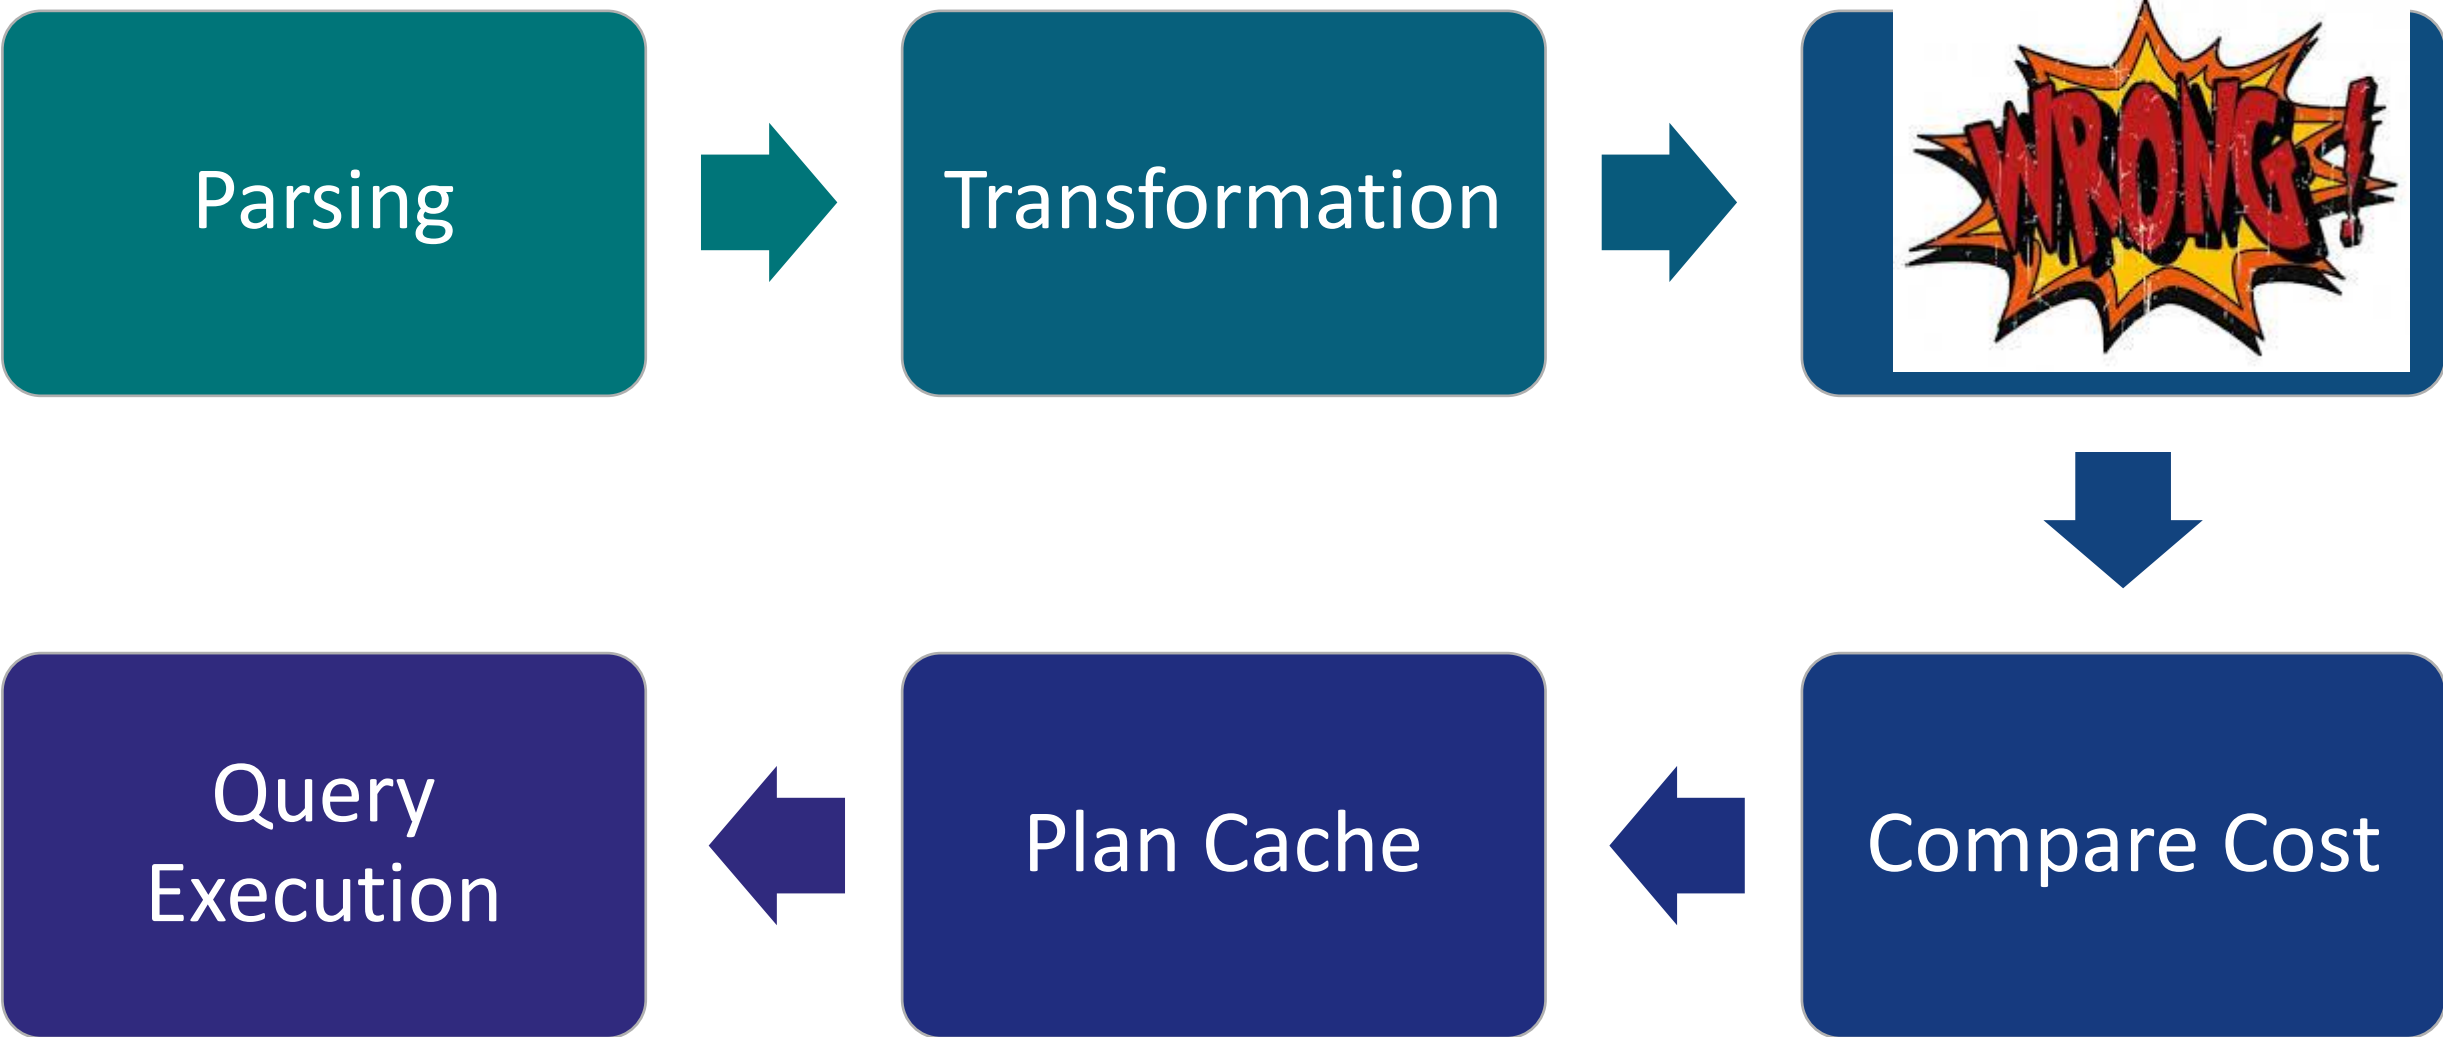 Parsing
Transformation
WRONG!
Compare Cost
Plan Cache
Query
Execution